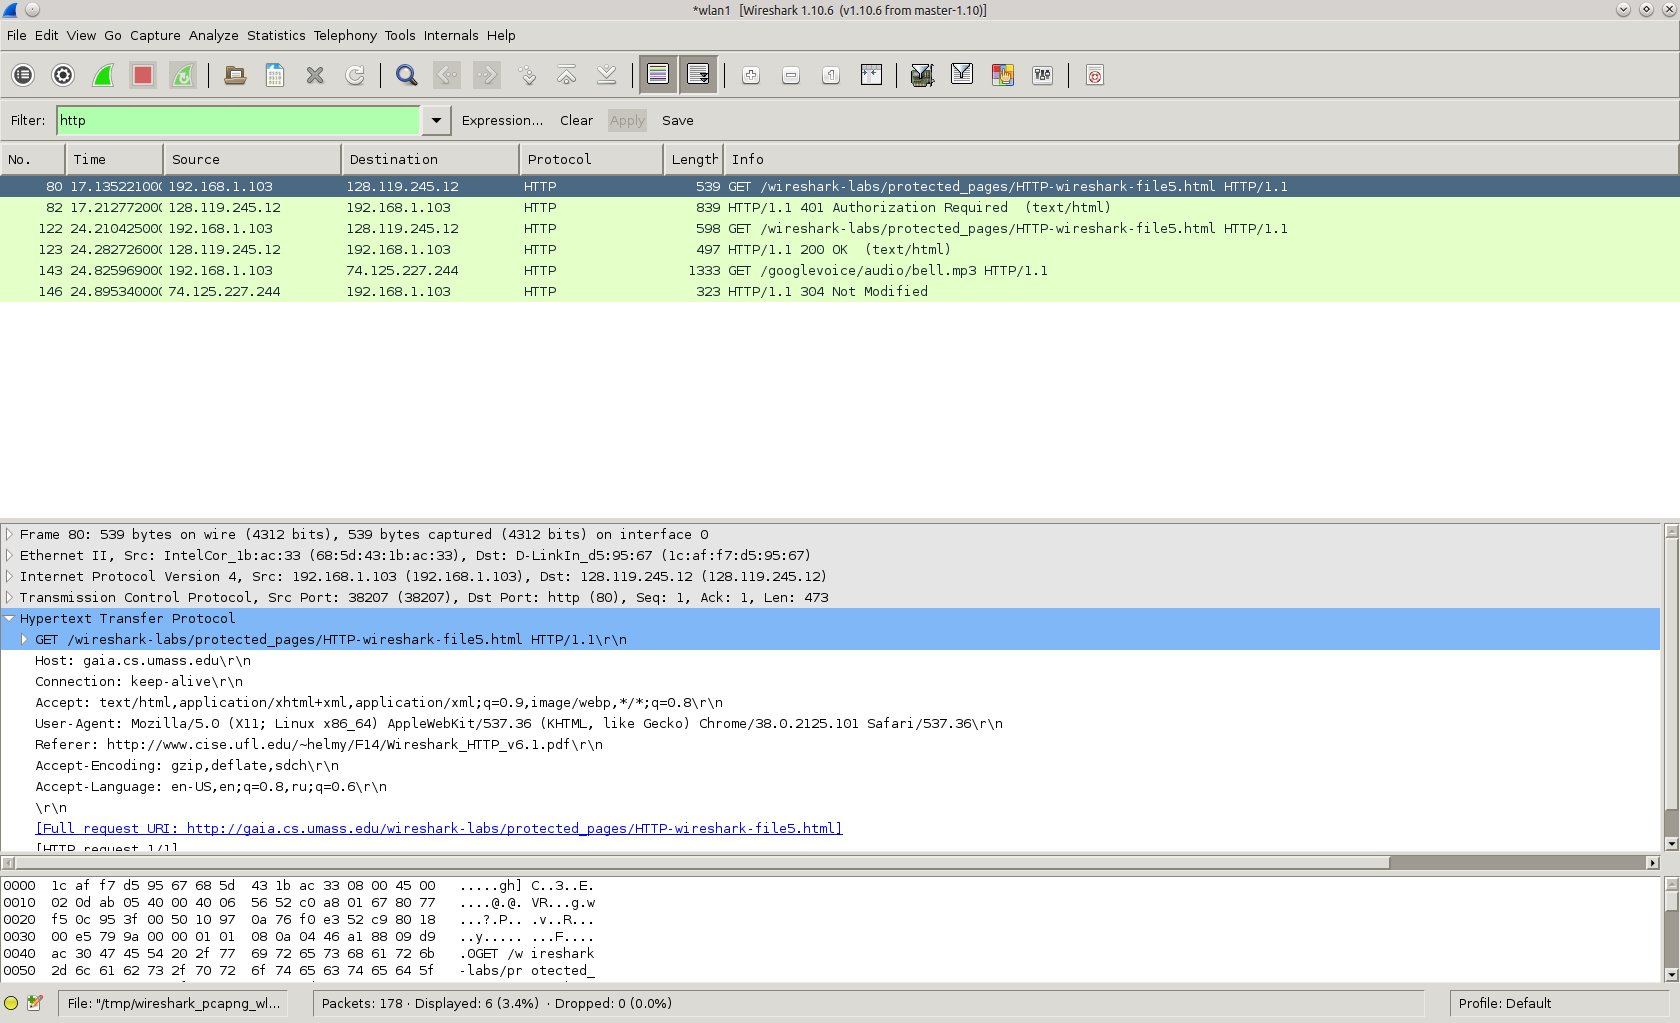 *wlan1 [Wireshark 1.10.6 (v1.10.6 from master-1.10)]
File Edit View Go Capture Analyze Statistics Telephony Tools Internals Help
Filter: http Expression... Clear Apply Save
No. Time Source Destination Protocol Length Info
80 17.135221000 192.168.1.103 128.119.245.12 HTTP 539 GET /wireshark-labs/protected_pages/HTTP-wireshark-file5.html HTTP/1.1
82 17.212772000 128.119.245.12 192.168.1.103 HTTP 839 HTTP/1.1 401 Authorization Required (text/html)
122 24.210425000 192.168.1.103 128.119.245.12 HTTP 598 GET /wireshark-labs/protected_pages/HTTP-wireshark-file5.html HTTP/1.1
123 24.282726000 128.119.245.12 192.168.1.103 HTTP 497 HTTP/1.1 200 OK (text/html)
143 24.825969000 192.168.1.103 74.125.227.244 HTTP 1333 GET /googlevoice/audio/bell.mp3 HTTP/1.1
146 24.895340000 74.125.227.244 192.168.1.103 HTTP 323 HTTP/1.1 304 Not Modified
Frame 80: 539 bytes on wire (4312 bits), 539 bytes captured (4312 bits) on interface 0
Ethernet II, Src: IntelCor_1b:ac:33 (68:5d:43:1b:ac:33), Dst: D-LinkIn_d5:95:67 (1c:af:f7:d5:95:67)
Internet Protocol Version 4, Src: 192.168.1.103 (192.168.1.103), Dst: 128.119.245.12 (128.119.245.12)
Transmission Control Protocol, Src Port: 38207 (38207), Dst Port: http (80), Seq: 1, Ack: 1, Len: 473
Hypertext Transfer Protocol
GET /wireshark-labs/protected_pages/HTTP-wireshark-file5.html HTTP/1.1\r\n
Host: gaia.cs.umass.edu\r\n
Connection: keep-alive\r\n
Accept: text/html,application/xhtml+xml,application/xml;q=0.9,image/webp,*/*;q=0.8\r\n
User-Agent: Mozilla/5.0 (X11; Linux x86_64) AppleWebKit/537.36 (KHTML, like Gecko) Chrome/38.0.2125.101 Safari/537.36\r\n
Referer: http://www.cise.ufl.edu/~helmy/F14/Wireshark_HTTP_v6.1.pdf\r\n
Accept-Encoding: gzip,deflate,sdch\r\n
Accept-Language: en-US,en;q=0.8,ru;q=0.6\r\n
\r\n
[Full request URI: http://gaia.cs.umass.edu/wireshark-labs/protected_pages/HTTP-wireshark-file5.html]
[HTTP request 1/1]
0000 1c af f7 d5 95 67 68 5d 43 1b ac 33 08 00 45 00 .....gh] C..3..E.
0010 02 0d ab 05 40 00 40 06 56 52 c0 a8 01 67 80 77 ....@.@. VR...g.w
0020 f5 0c 95 3f 00 50 10 97 0a 76 f0 e3 52 c9 80 18 ...?.P.. .v..R...
0030 00 e5 79 9a 00 00 01 01 08 0a 04 46 a1 88 09 d9 ..y..... ...F....
0040 ac 30 47 45 54 20 2f 77 69 72 65 73 68 61 72 6b .0GET /w ireshark
0050 2d 6c 61 62 73 2f 70 72 6f 74 65 63 74 65 64 5f -labs/pr otected_
File: "/tmp/wireshark_pcapng_wl... Packets: 178 · Displayed: 6 (3.4%) · Dropped: 0 (0.0%) Profile: Default